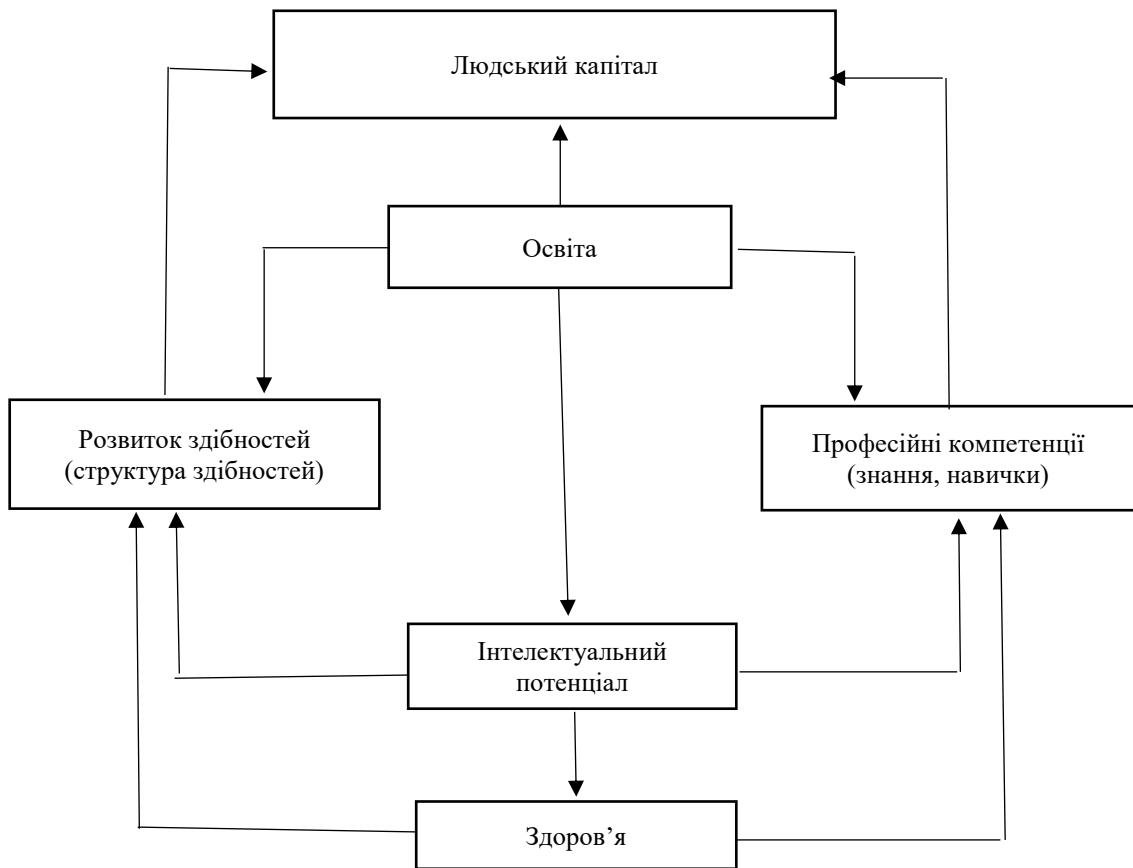 Людський капітал
Освіта
Розвиток здібностей
(структура здібностей)
Професійні компетенції
(знання, навички)
Інтелектуальний
потенціал
Здоров’я